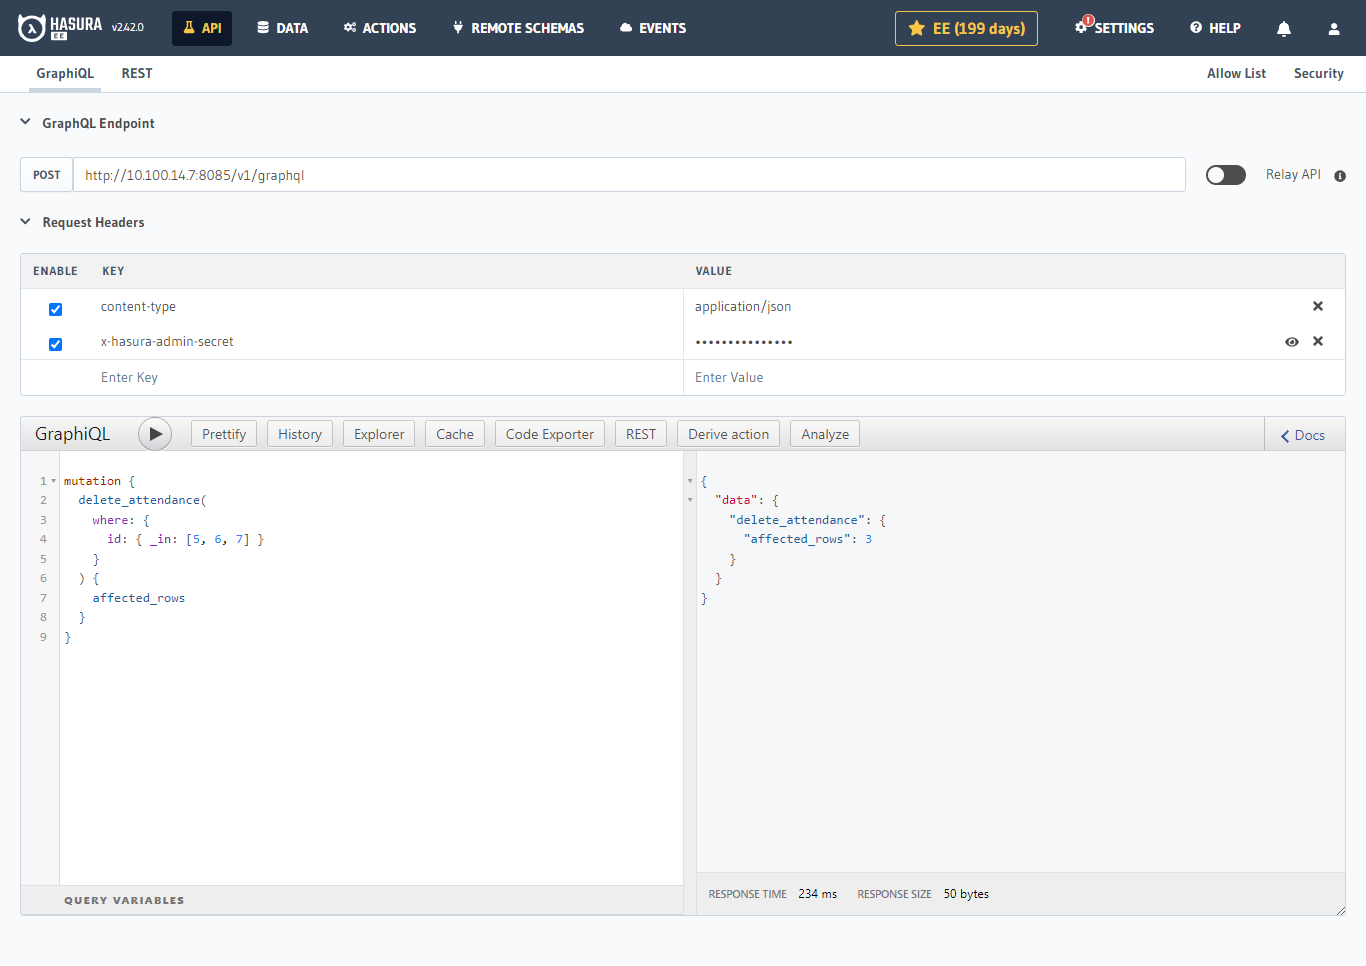 HASURA EE v2.42.0 API DATA ACTIONS REMOTE SCHEMAS EVENTS EE (199 days) ! SETTINGS HELP
GraphiQL REST Allow List Security
GraphQL Endpoint
POST http://10.100.14.7:8085/v1/graphql Relay API
Request Headers
ENABLE KEY VALUE
content-type application/json
x-hasura-admin-secret •••••••••••••••
Enter Key Enter Value
GraphiQL Prettify History Explorer Cache Code Exporter REST Derive action Analyze Docs
1 mutation {
2 delete_attendance(
3 where: {
4 id: { _in: [5, 6, 7] }
5 }
6 ) {
7 affected_rows
8 }
9 }
{
"data": {
"delete_attendance": {
"affected_rows": 3
}
}
}
QUERY VARIABLES
RESPONSE TIME 234 ms RESPONSE SIZE 50 bytes